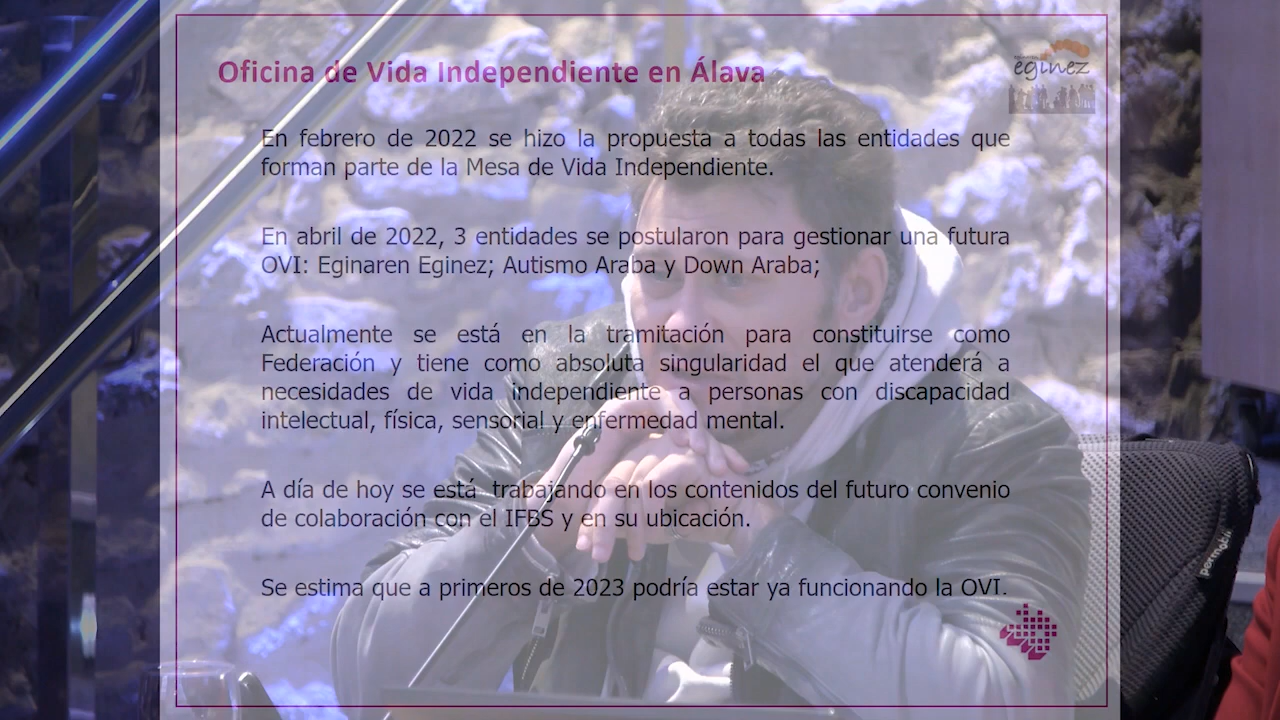 Oficina de Vida Independiente en Álava
eginez
En febrero de 2022 se hizo la propuesta a todas las entidades que
forman parte de la Mesa de Vida Independiente.
En abril de 2022, 3 entidades se postularon para gestionar una futura
OVI: Eginaren Eginez; Autismo Araba y Down Araba;
Actualmente se está en la tramitación para constituirse como
Federación y tiene como absoluta singularidad el que atenderá a
necesidades de vida independiente a personas con discapacidad
intelectual, física, sensorial y enfermedad mental.
A día de hoy se está trabajando en los contenidos del futuro convenio
de colaboración con el IFBS y en su ubicación.
Se estima que a primeros de 2023 podría estar ya funcionando la OVI.